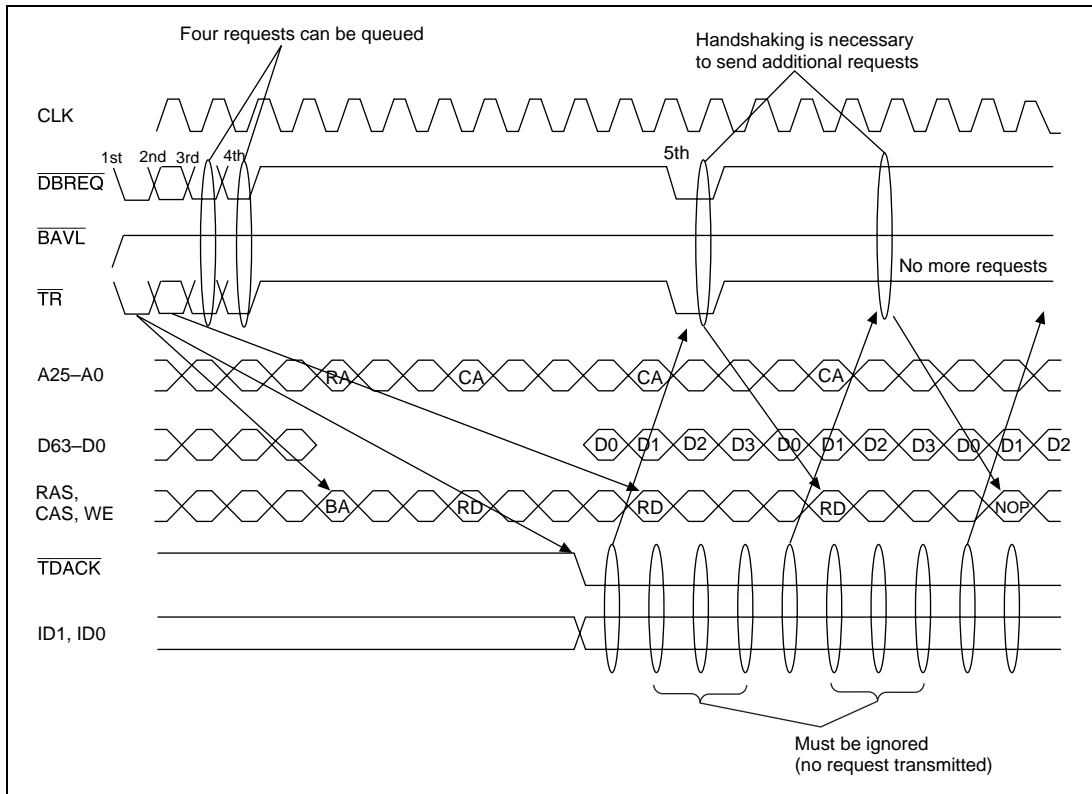 Four requests can be queued
Handshaking is necessary
to send additional requests
CLK
1st 2nd 3rd 4th 5th
DBREQ
BAVL
No more requests
TR
A25–A0 RA CA CA CA
D63–D0 D0 D1 D2 D3 D0 D1 D2 D3 D0 D1 D2
RAS,
CAS, WE BA RD RD RD NOP
TDACK
ID1, ID0
Must be ignored
(no request transmitted)